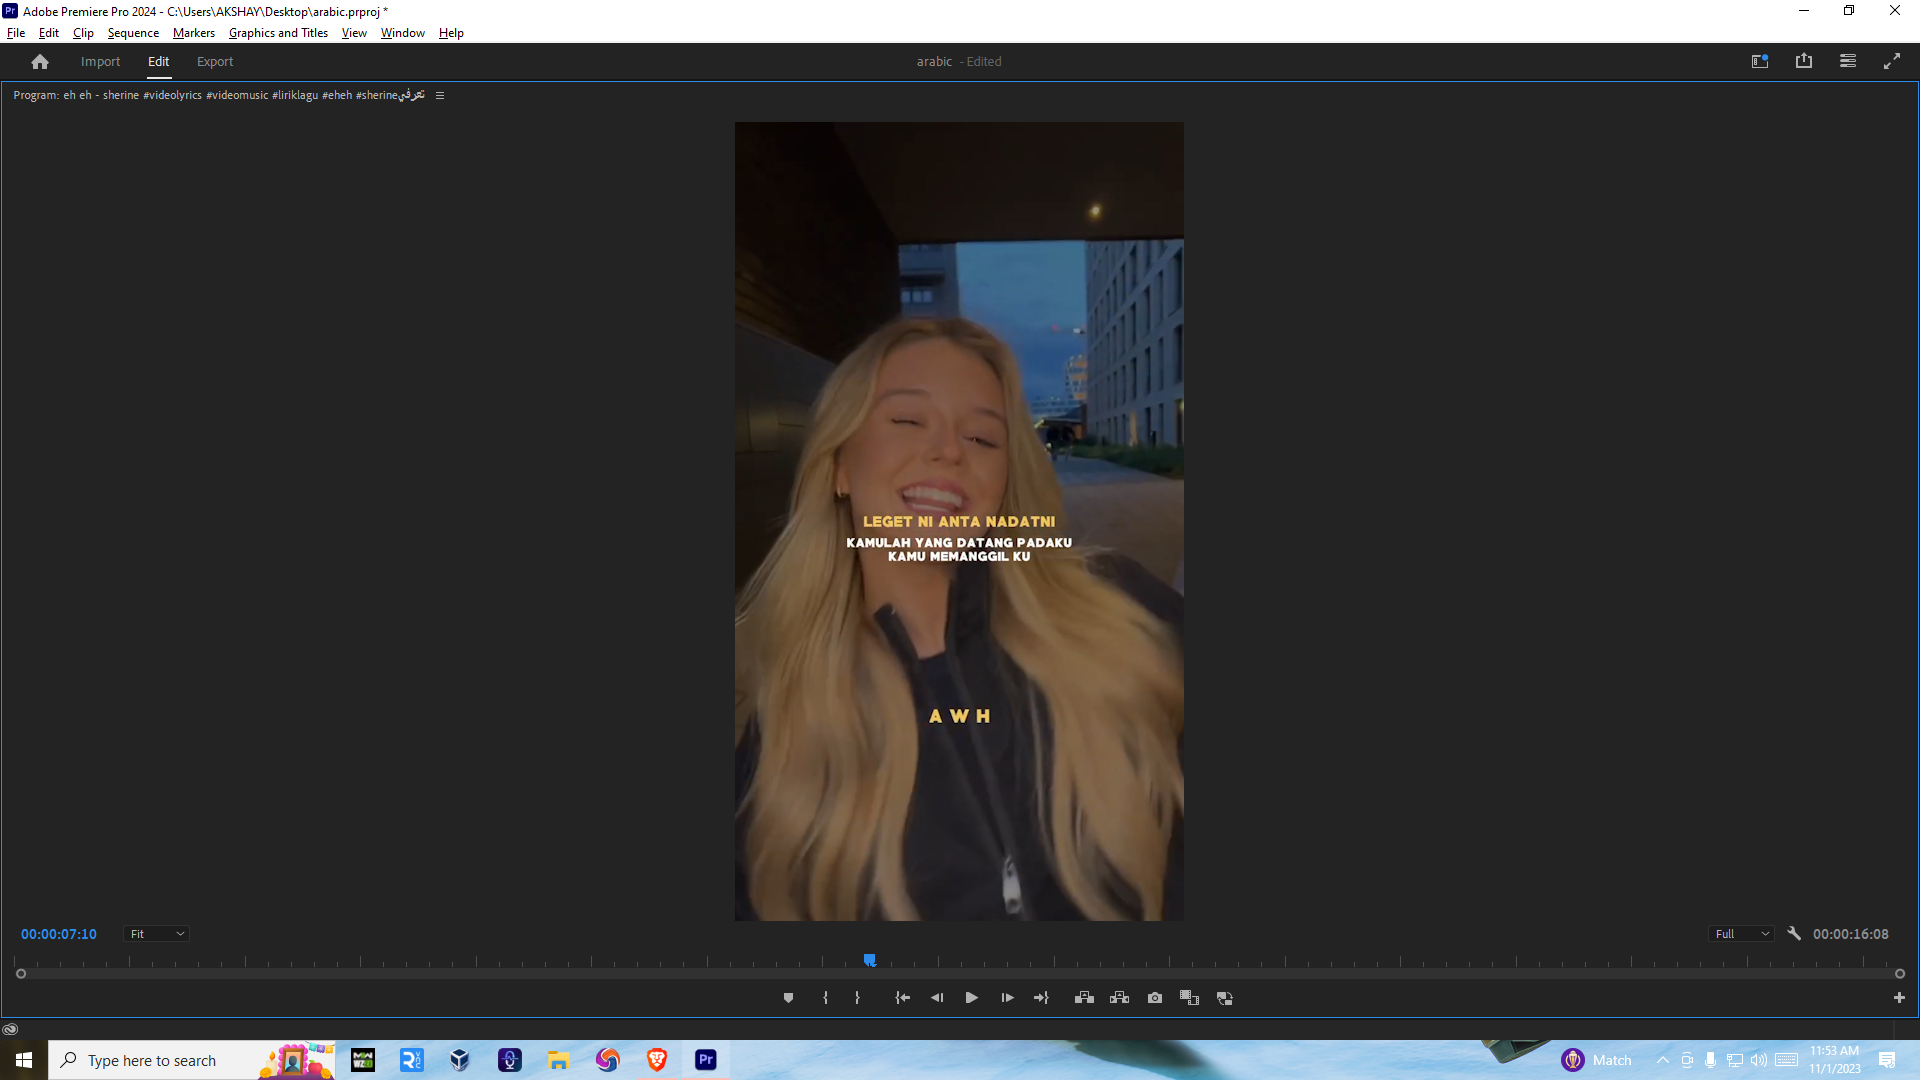 Adobe Premiere Pro 2024 - C:\Users\AKSHAY\Desktop\arabic.prproj *
File Edit Clip Sequence Markers Graphics and Titles View Window Help
Import Edit Export
arabic - Edited
Program: eh eh - sherine #videolyrics #videomusic #liriklagu #eheh #sherine
LEGET NI ANTA NADATNI
KAMULAH YANG DATANG PADAKU
KAMU MEMANGGIL KU
A W H
00:00:07:10 Fit Full 00:00:16:08
Type here to search
Match
11:53 AM
11/1/2023